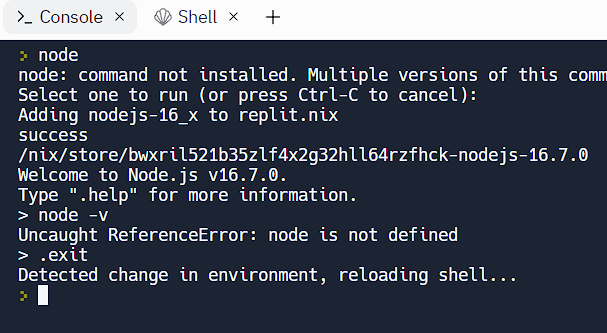 Console × Shell × +
> node
node: command not installed. Multiple versions of this comm
Select one to run (or press Ctrl-C to cancel):
Adding nodejs-16_x to replit.nix
success
/nix/store/bwxril521b35zlf4x2g32hll64rzfhck-nodejs-16.7.0
Welcome to Node.js v16.7.0.
Type ".help" for more information.
> node -v
Uncaught ReferenceError: node is not defined
> .exit
Detected change in environment, reloading shell...
>